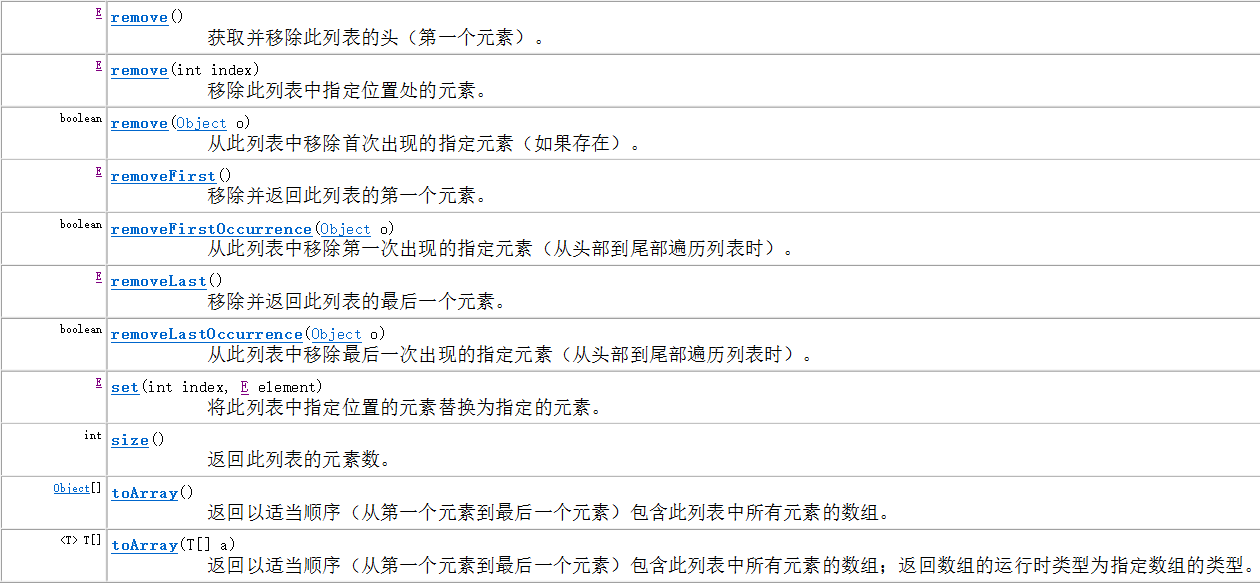 E remove()
获取并移除此列表的头（第一个元素）。
E remove(int index)
移除此列表中指定位置处的元素。
boolean remove(Object o)
从此列表中移除首次出现的指定元素（如果存在）。
E removeFirst()
移除并返回此列表的第一个元素。
boolean removeFirstOccurrence(Object o)
从此列表中移除第一次出现的指定元素（从头部到尾部遍历列表时）。
E removeLast()
移除并返回此列表的最后一个元素。
boolean removeLastOccurrence(Object o)
从此列表中移除最后一次出现的指定元素（从头部到尾部遍历列表时）。
E set(int index, E element)
将此列表中指定位置的元素替换为指定的元素。
int size()
返回此列表的元素数。
Object[] toArray()
返回以适当顺序（从第一个元素到最后一个元素）包含此列表中所有元素的数组。
<T> T[] toArray(T[] a)
返回以适当顺序（从第一个元素到最后一个元素）包含此列表中所有元素的数组；返回数组的运行时类型为指定数组的类型。